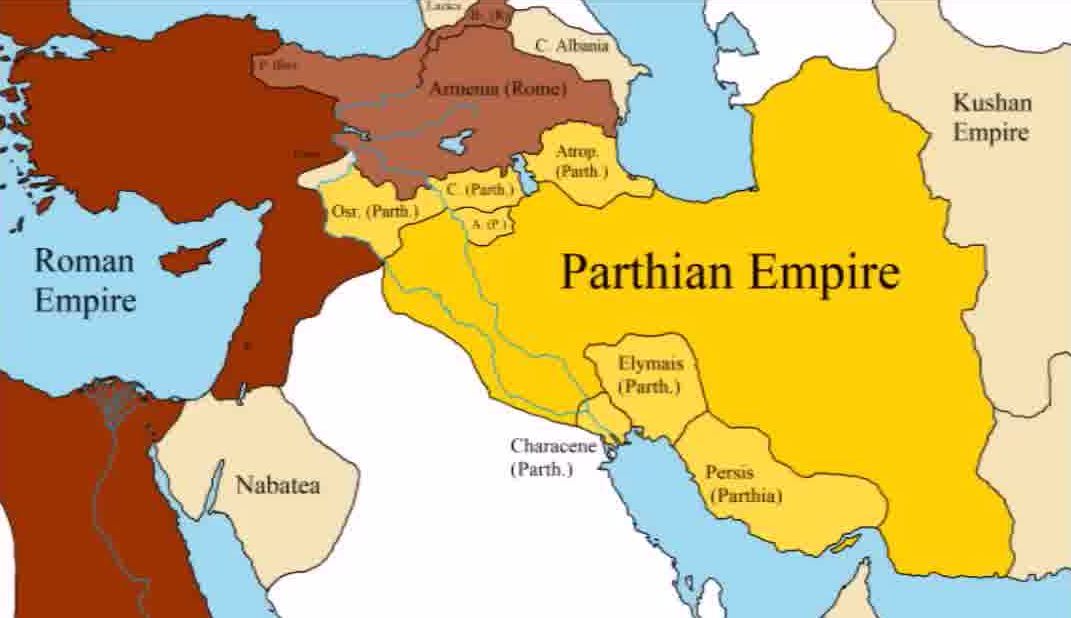 Lazica
C. Albania
Armenia (Rome)
Kushan
Empire
Atrop.
(Parth.)
C. (Parth.)
Osr. (Parth.)
A. (P.)
Roman
Empire
Parthian Empire
Elymais
(Parth.)
Characene
(Parth.)
Nabatea
Persis
(Parthia)